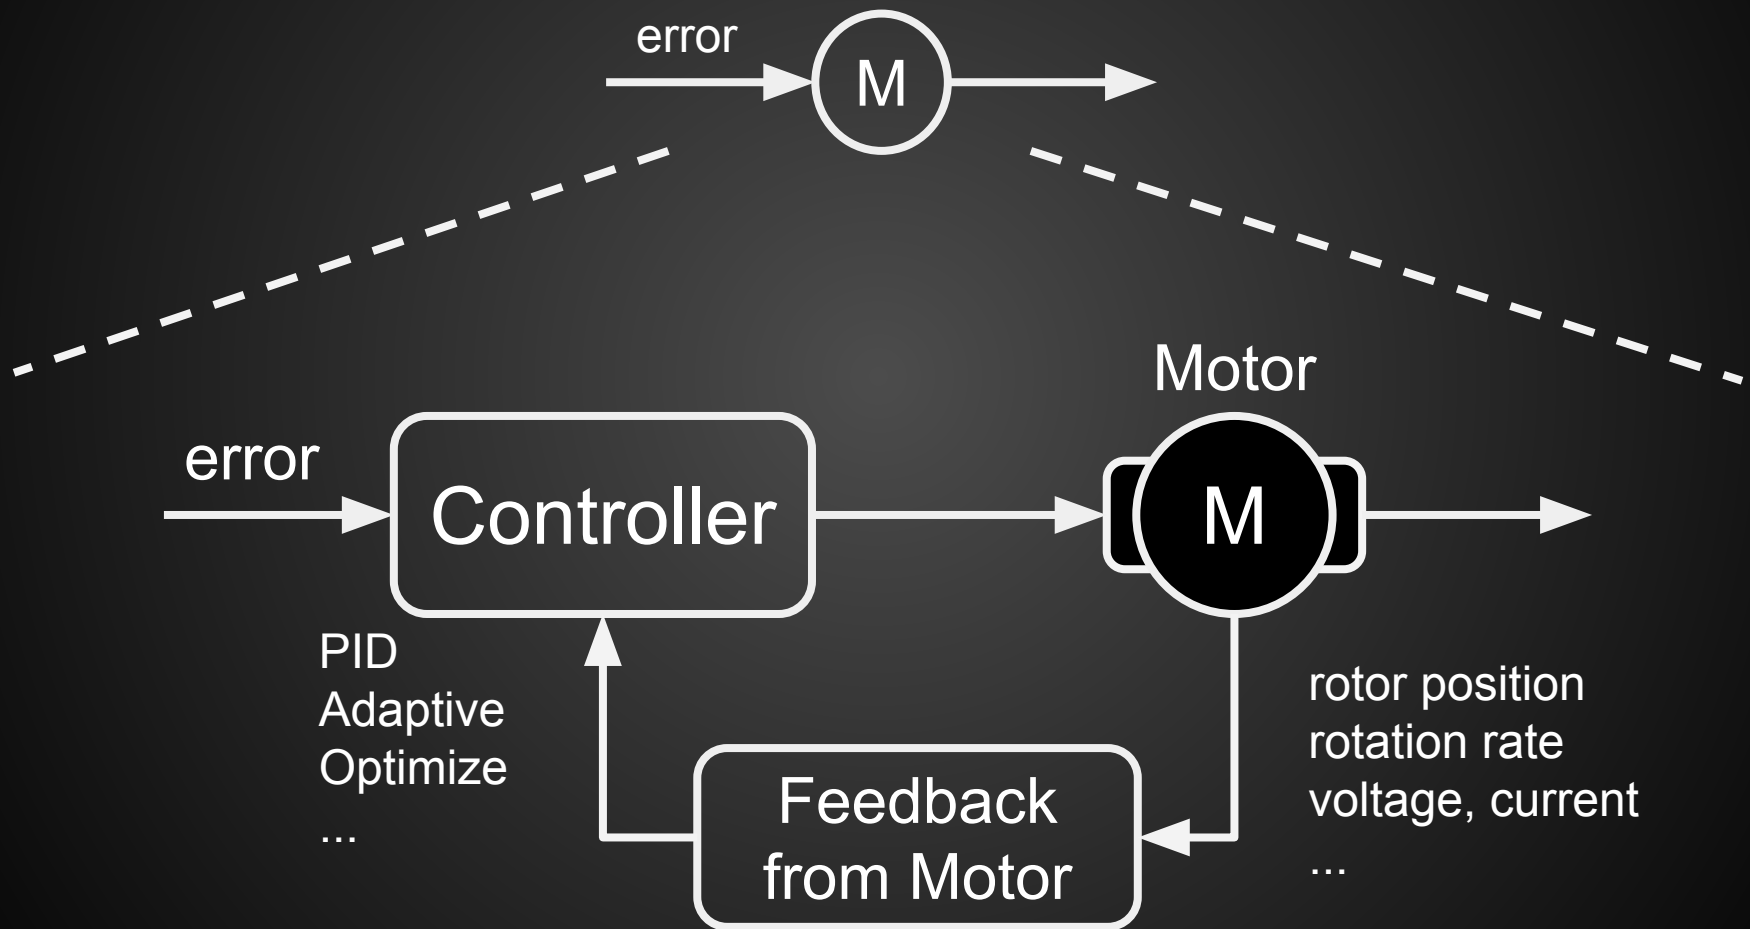 error
M
Motor
error
Controller
M
PID
Adaptive
Optimize
...
rotor position
rotation rate
voltage, current
...
Feedback
from Motor